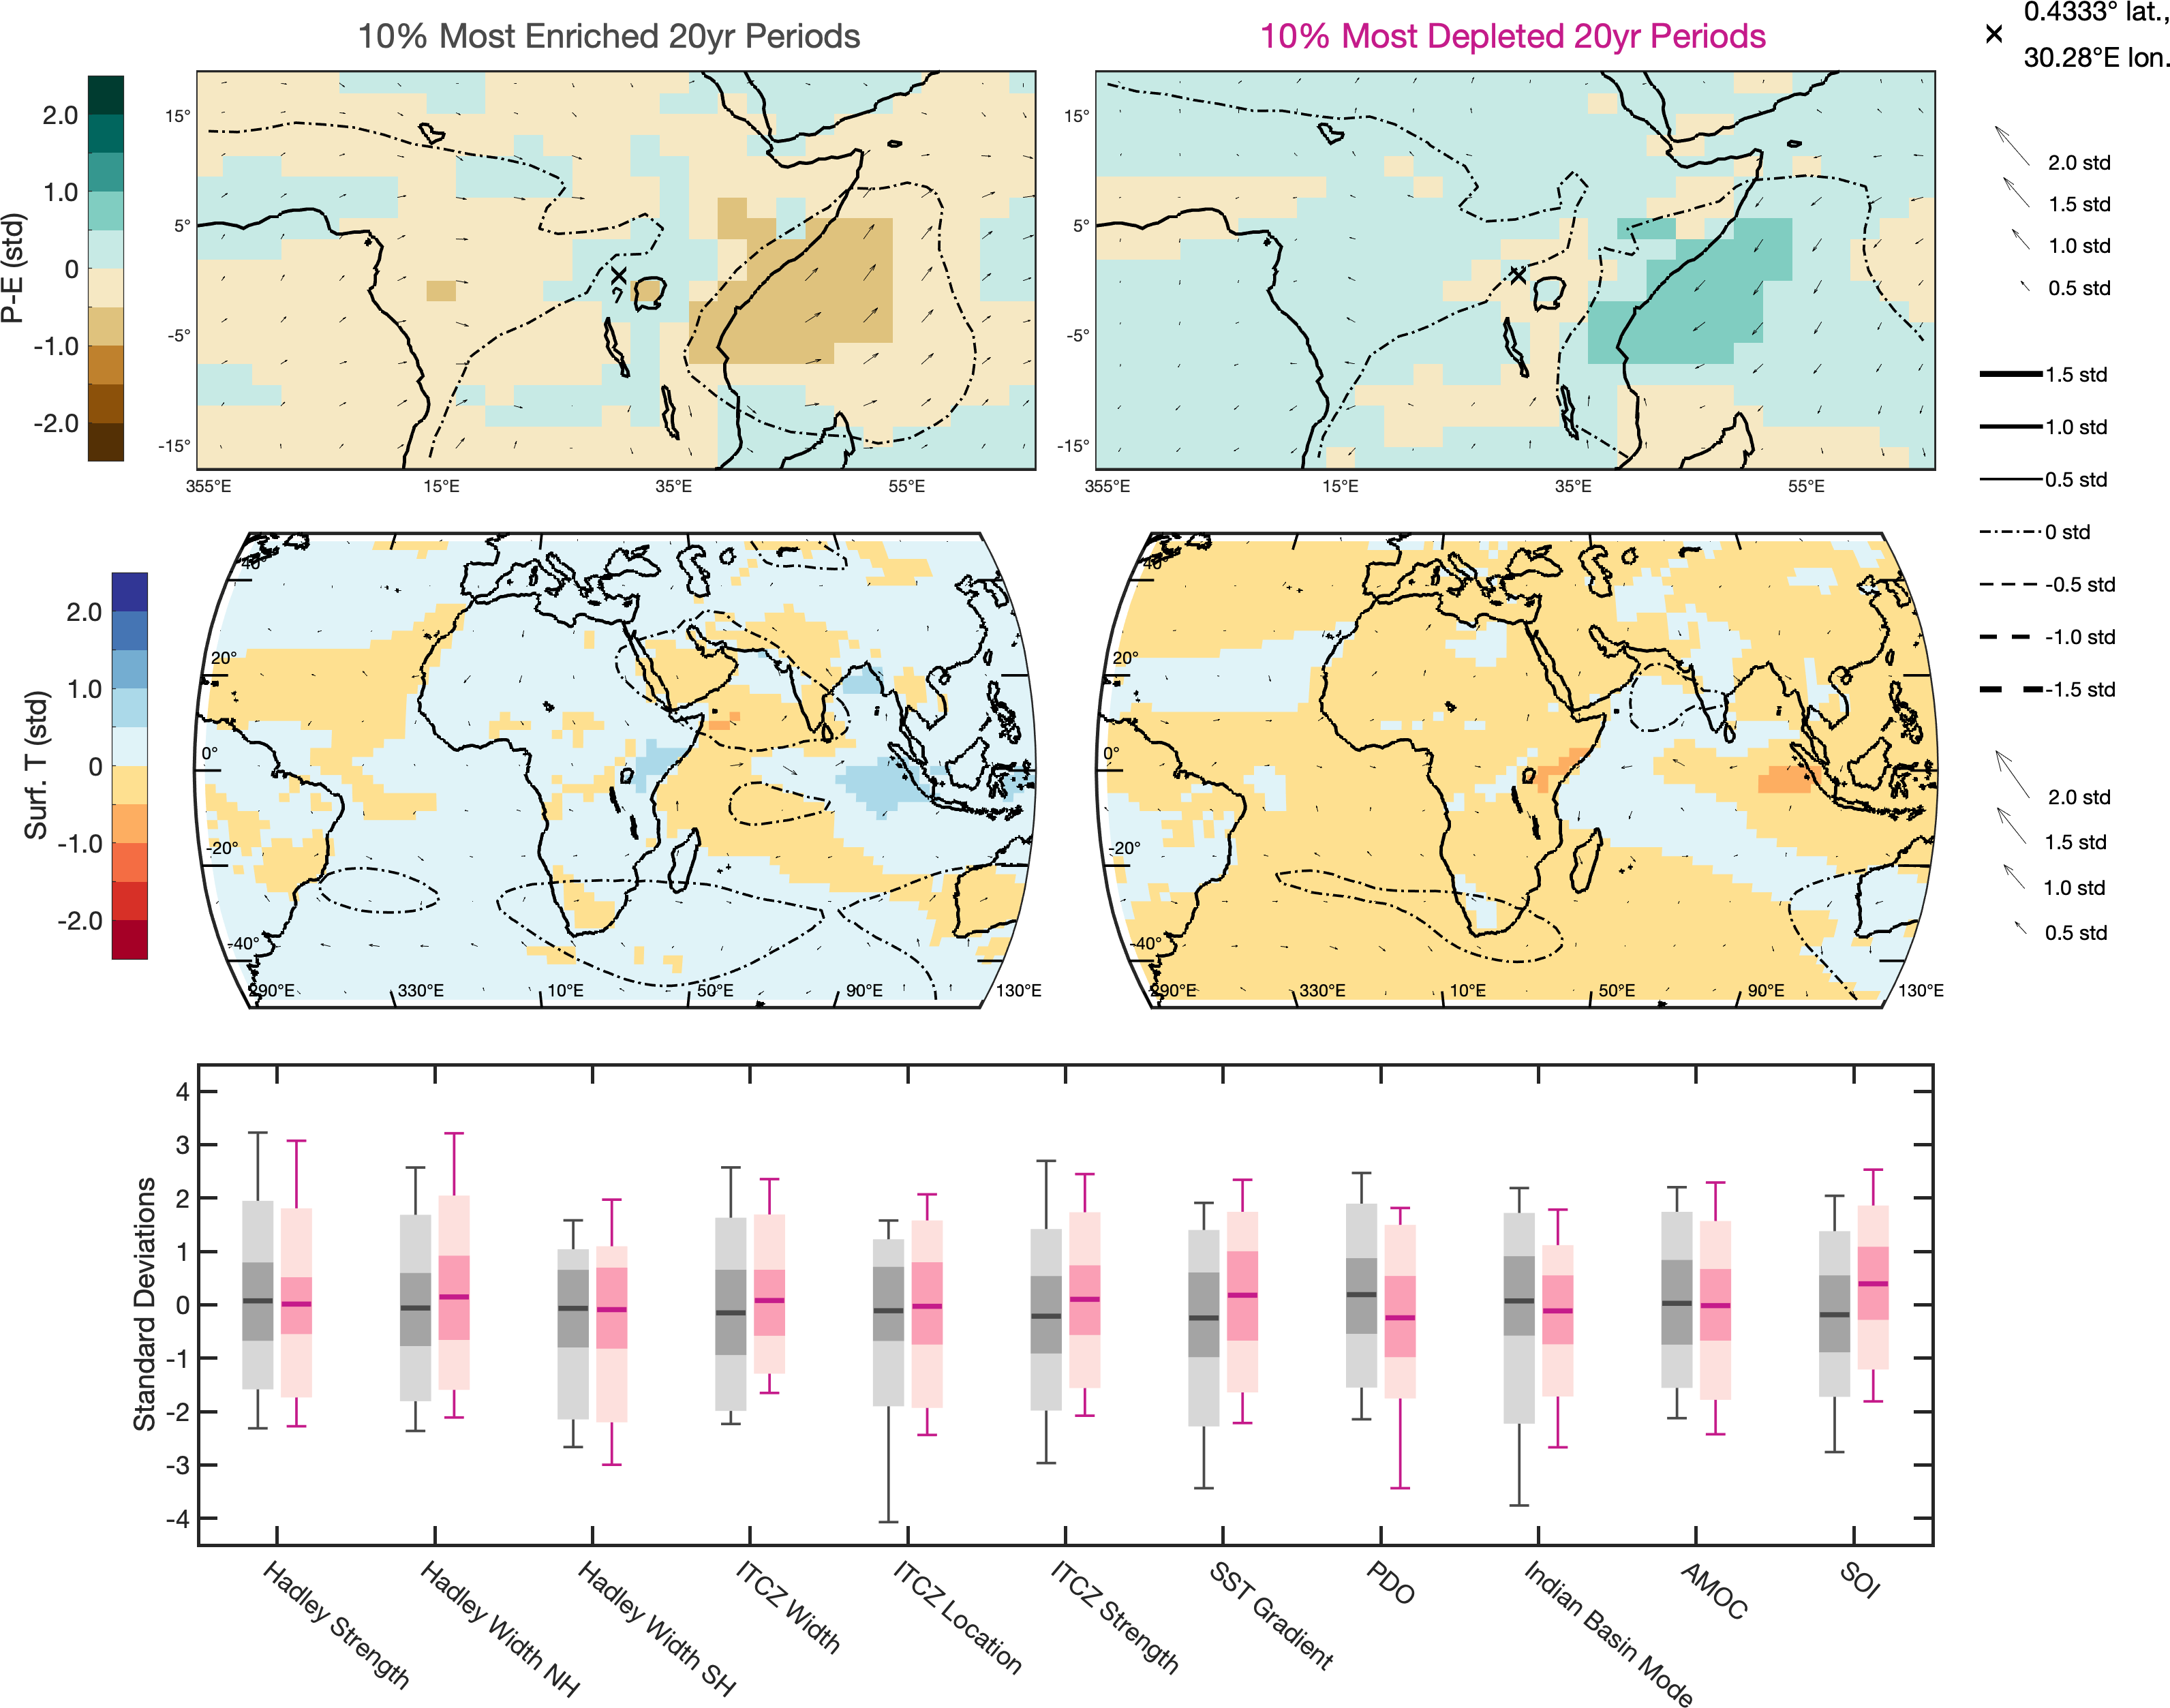 10% Most Enriched 20yr Periods
10% Most Depleted 20yr Periods
0.4333° lat.,
30.28°E lon.
P-E (std)
2.0
1.0
0
-1.0
-2.0
15°
5°
-5°
-15°
355°E
15°E
35°E
55°E
15°
5°
-5°
-15°
355°E
15°E
35°E
55°E
2.0 std
1.5 std
1.0 std
0.5 std
1.5 std
1.0 std
0.5 std
0 std
-0.5 std
-1.0 std
-1.5 std
Surf. T (std)
2.0
1.0
0
-1.0
-2.0
40°
20°
0°
-20°
-40°
290°E
330°E
10°E
50°E
90°E
130°E
40°
20°
0°
-20°
-40°
290°E
330°E
10°E
50°E
90°E
130°E
2.0 std
1.5 std
1.0 std
0.5 std
Standard Deviations
4
3
2
1
0
-1
-2
-3
-4
Hadley Strength
Hadley Width NH
Hadley Width SH
ITCZ Width
ITCZ Location
ITCZ Strength
SST Gradient
PDO
Indian Basin Mode
AMOC
SOI